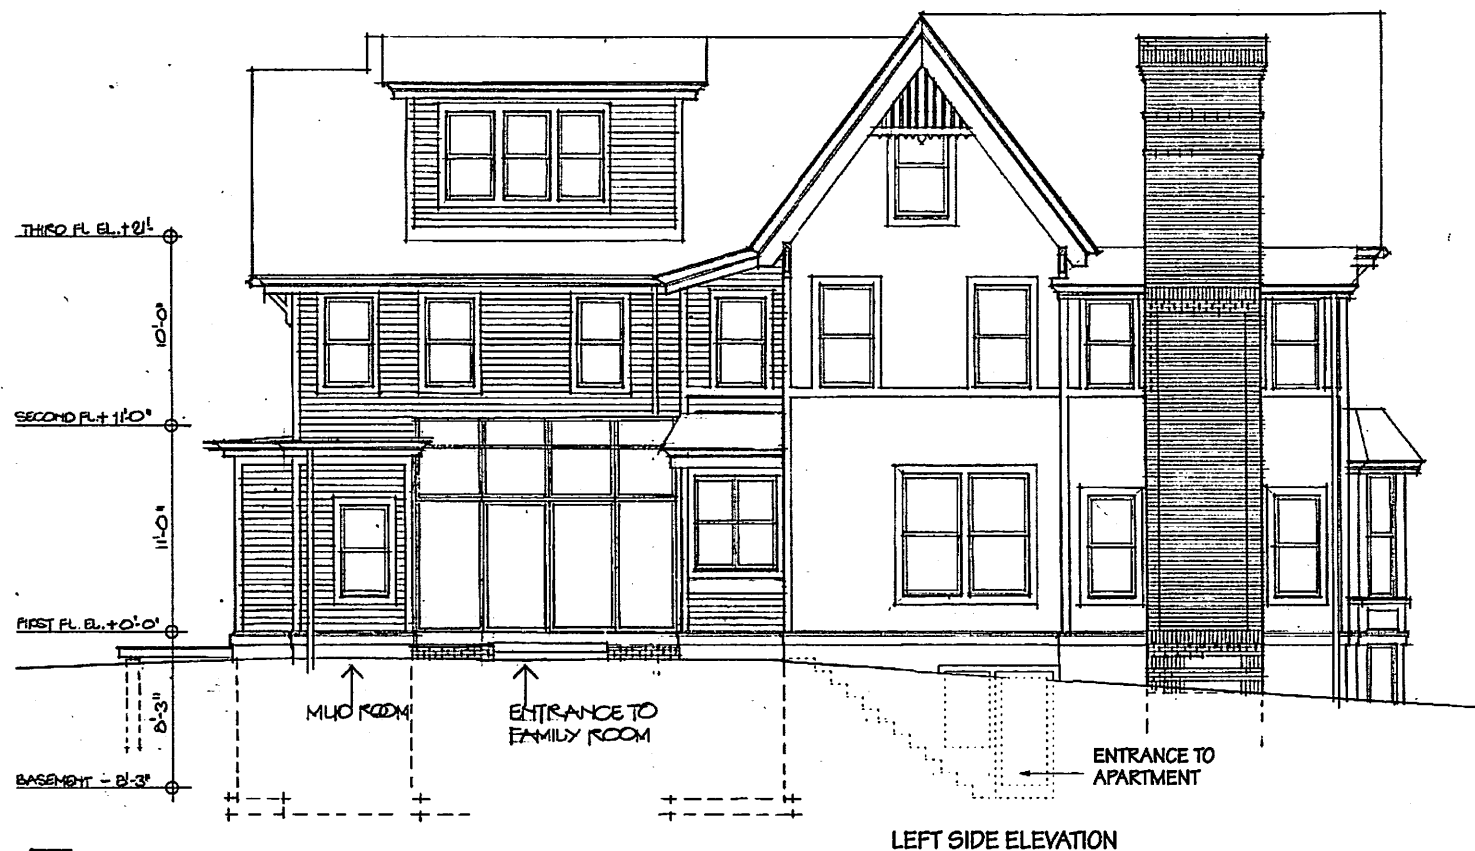 THIRD FL EL. +21'
10'-0"
SECOND FL. + 11'-0"
11'-0"
FIRST FL. EL. +0'-0"
8'-3"
MUD ROOM
ENTRANCE TO
FAMILY ROOM
ENTRANCE TO
APARTMENT
BASEMENT - 8'-3"
LEFT SIDE ELEVATION